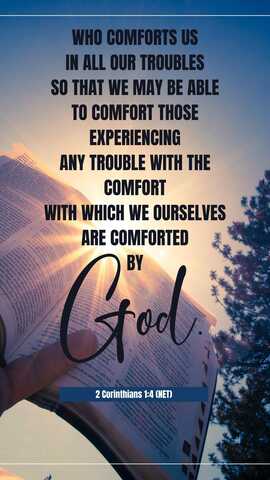 WHO COMFORTS US
IN ALL OUR TROUBLES
SO THAT WE MAY BE ABLE
TO COMFORT THOSE
EXPERIENCING
ANY TROUBLE WITH THE
COMFORT
WITH WHICH WE OURSELVES
ARE COMFORTED
BY
God.
2 Corinthians 1:4 (NET)